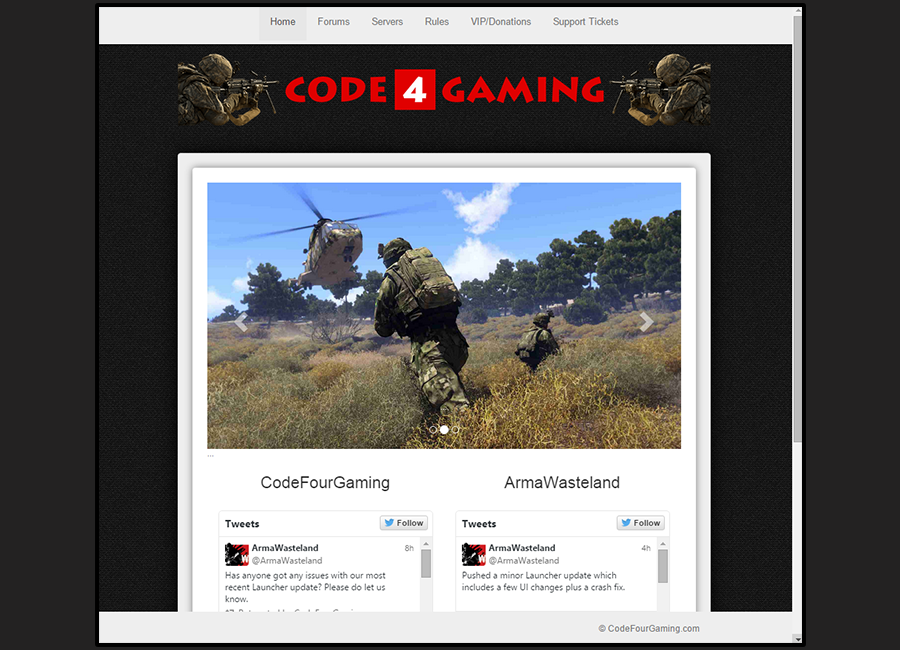 Home Forums Servers Rules VIP/Donations Support Tickets
CODE 4 GAMING
...
CodeFourGaming
ArmaWasteland
Tweets
Follow
ArmaWasteland
8h
@ArmaWasteland
Has anyone got any issues with our most
recent Launcher update? Please do let us
know.
Tweets
Follow
ArmaWasteland
4h
@ArmaWasteland
Pushed a minor Launcher update which
includes a few UI changes plus a crash fix.
© CodeFourGaming.com